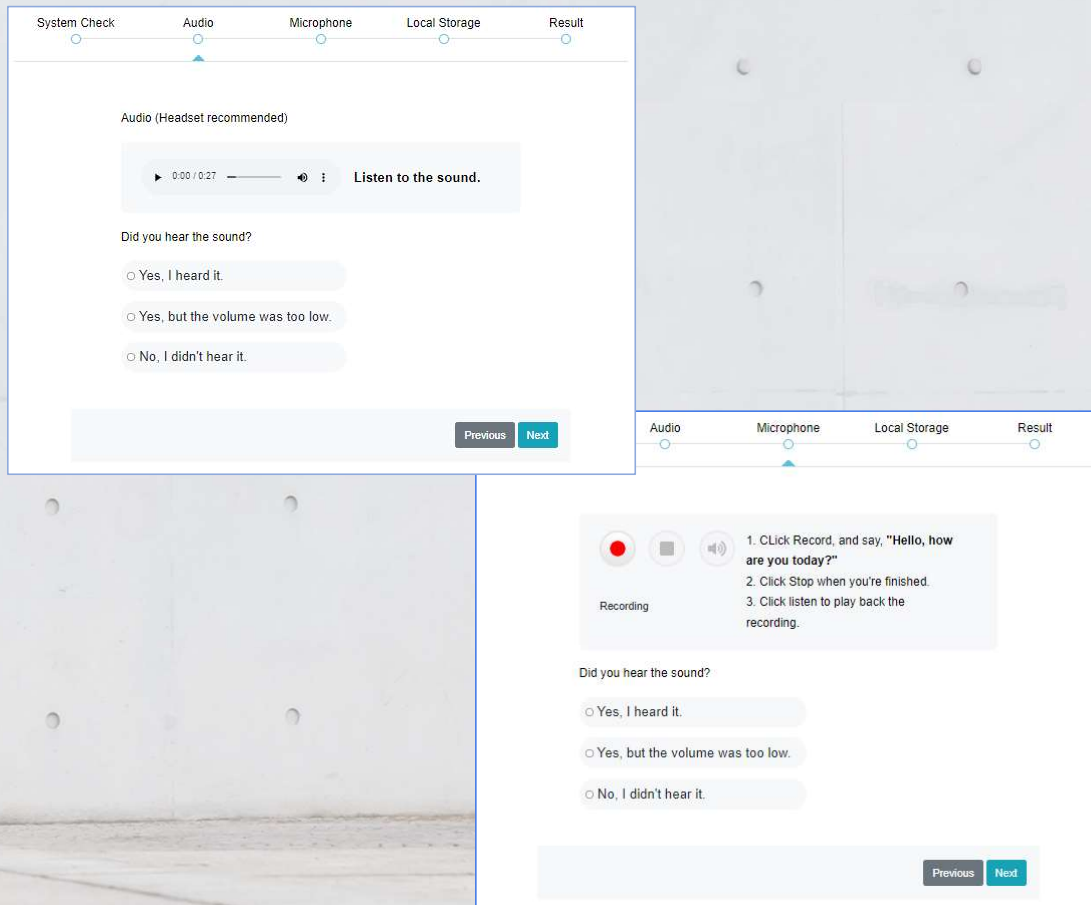 System Check Audio Microphone Local Storage Result
Audio (Headset recommended)
0:00 / 0:27 Listen to the sound.
Did you hear the sound?
Yes, I heard it.
Yes, but the volume was too low.
No, I didn't hear it.
Previous Next
Audio Microphone Local Storage Result
1. CLick Record, and say, "Hello, how
are you today?"
2. Click Stop when you're finished.
3. Click listen to play back the
recording.
Recording
Did you hear the sound?
Yes, I heard it.
Yes, but the volume was too low.
No, I didn't hear it.
Previous Next